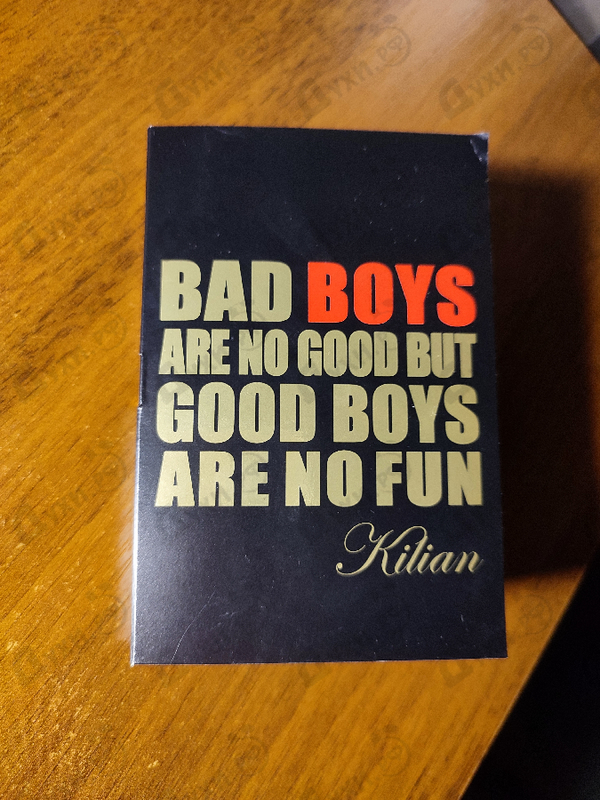 BAD BOYS
ARE NO GOOD BUT
GOOD BOYS
ARE NO FUN
Kilian